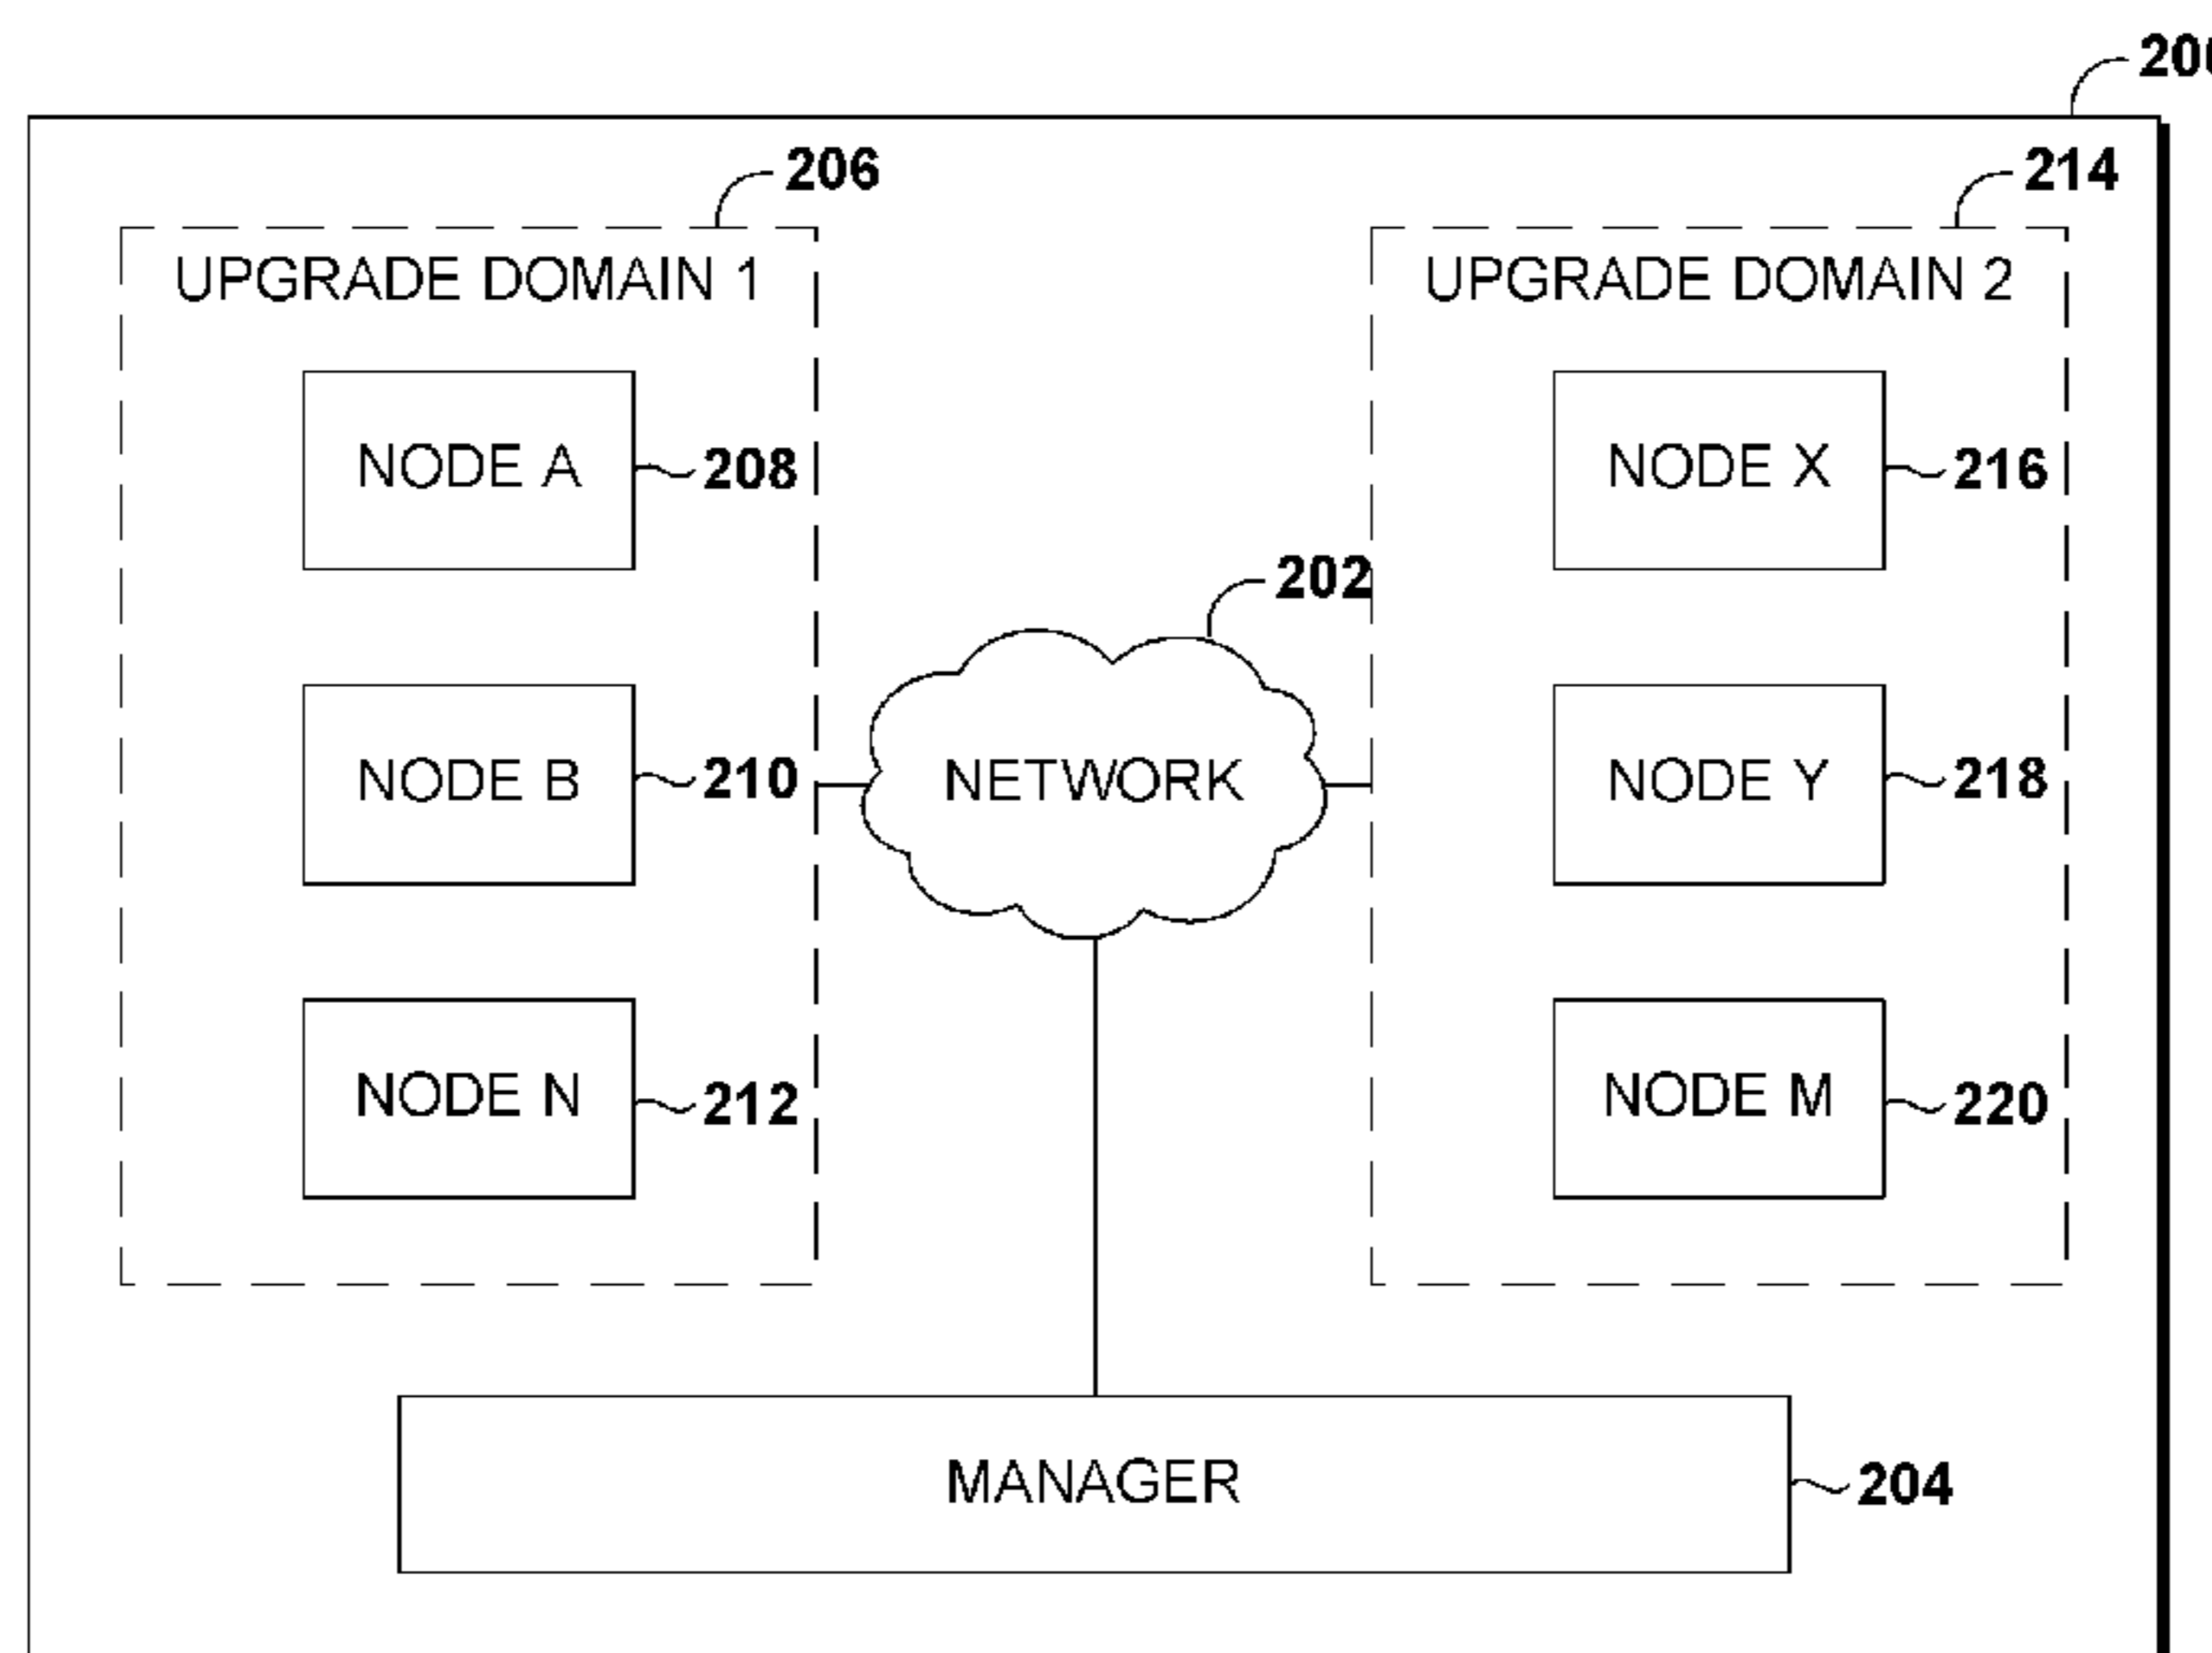 206
214
UPGRADE DOMAIN 1
UPGRADE DOMAIN 2
NODE A
208
NODE X
216
202
NODE B
210
NETWORK
NODE Y
218
NODE N
212
NODE M
220
MANAGER
204